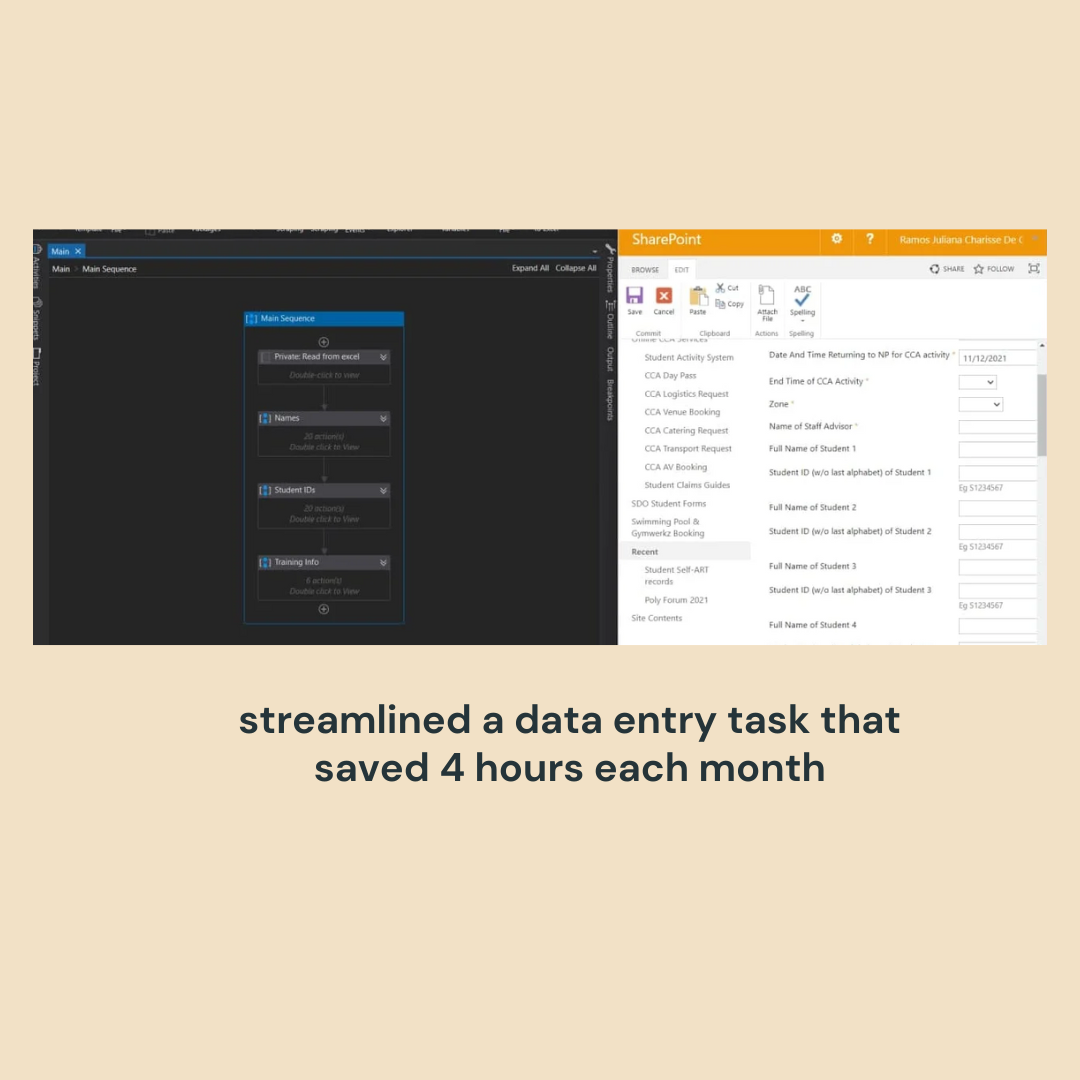 Main
Main > Main Sequence
Expand All Collapse All
Activities
Snippets
Project
Properties
Outline
Output
Breakpoints
Main Sequence
Private: Read from excel
Double-click to view
Names
20 action(s)
Double click to View
Student IDs
20 action(s)
Double click to View
Training Info
6 action(s)
Double click to View
SharePoint
? Ramos Juliana Charisse De
BROWSE EDIT
SHARE FOLLOW
Save Cancel Paste Cut
Copy
Attach File
ABC
Spelling
Commit Clipboard Actions Spelling
Online CCA Services
Student Activity System
CCA Day Pass
CCA Logistics Request
CCA Venue Booking
CCA Catering Request
CCA Transport Request
CCA AV Booking
Student Claims Guides
SDO Student Forms
Swimming Pool &
Gymwerkz Booking
Recent
Student Self-ART
records
Poly Forum 2021
Site Contents
Date And Time Returning to NP for CCA activity * 11/12/2021
End Time of CCA Activity *
Zone *
Name of Staff Advisor *
Full Name of Student 1
Student ID (w/o last alphabet) of Student 1
Eg S1234567
Full Name of Student 2
Student ID (w/o last alphabet) of Student 2
Eg S1234567
Full Name of Student 3
Student ID (w/o last alphabet) of Student 3
Eg S1234567
Full Name of Student 4
streamlined a data entry task that
saved 4 hours each month